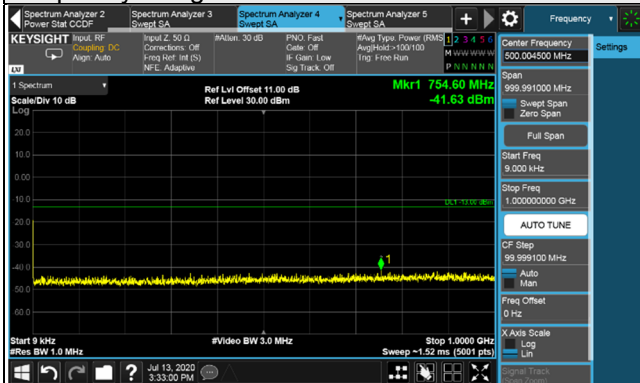 Spectrum Analyzer 2
Power Stat CCDF
Spectrum Analyzer 3
Swept SA
Spectrum Analyzer 4
Swept SA
Spectrum Analyzer 5
Swept SA
Frequency
KEYSIGHT
Input: RF
Coupling: DC
Align: Auto
Input Z: 50 Ω
Corrections: Off
Freq Ref: Int (S)
NFE: Adaptive
#Atten: 30 dB
PNO: Fast
Gate: Off
IF Gain: Low
Sig Track: Off
#Avg Type: Power (RMS)
Avg|Hold:>100/100
Trig: Free Run
1 2 3 4 5 6
M W W W W W
P N N N N N
LXI
Center Frequency
500.004500 MHz
Settings
Span
999.991000 MHz
Swept Span
Zero Span
Full Span
Start Freq
9.000 kHz
Stop Freq
1.000000000 GHz
AUTO TUNE
CF Step
99.999100 MHz
Auto
Man
Freq Offset
0 Hz
X Axis Scale
Log
Lin
Signal Track
(Span Zoom)
1 Spectrum
Scale/Div 10 dB
Log
Ref Lvl Offset 11.00 dB
Ref Level 30.00 dBm
Mkr1 754.60 MHz
-41.63 dBm
20.0
10.0
0.00
-10.0
DL1 -13.00 dBm
-20.0
-30.0
-40.0
1
-50.0
-60.0
Start 9 kHz
#Res BW 1.0 MHz
#Video BW 3.0 MHz
Stop 1.0000 GHz
Sweep ~1.52 ms (5001 pts)
?
Jul 13, 2020
3:33:00 PM